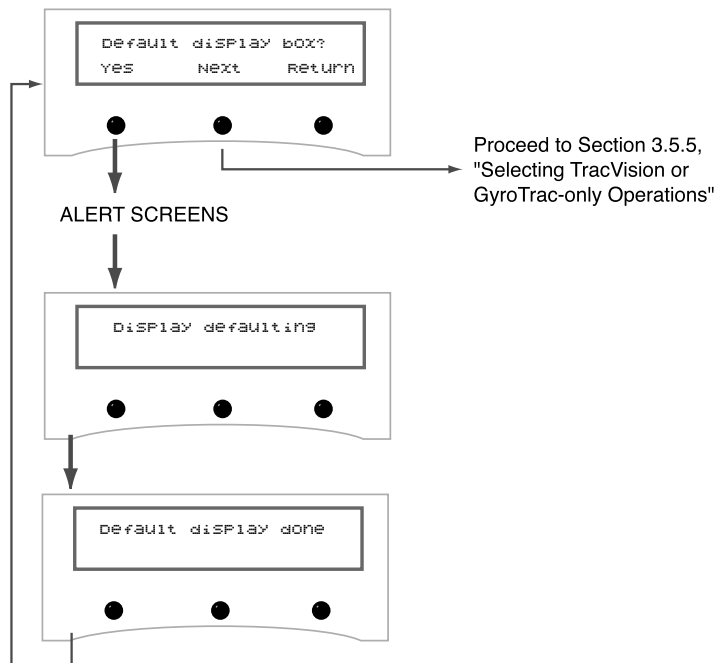 Default display box?
Yes Next Return
Proceed to Section 3.5.5,
"Selecting TracVision or
GyroTrac-only Operations"
ALERT SCREENS
Display defaulting
Default display done